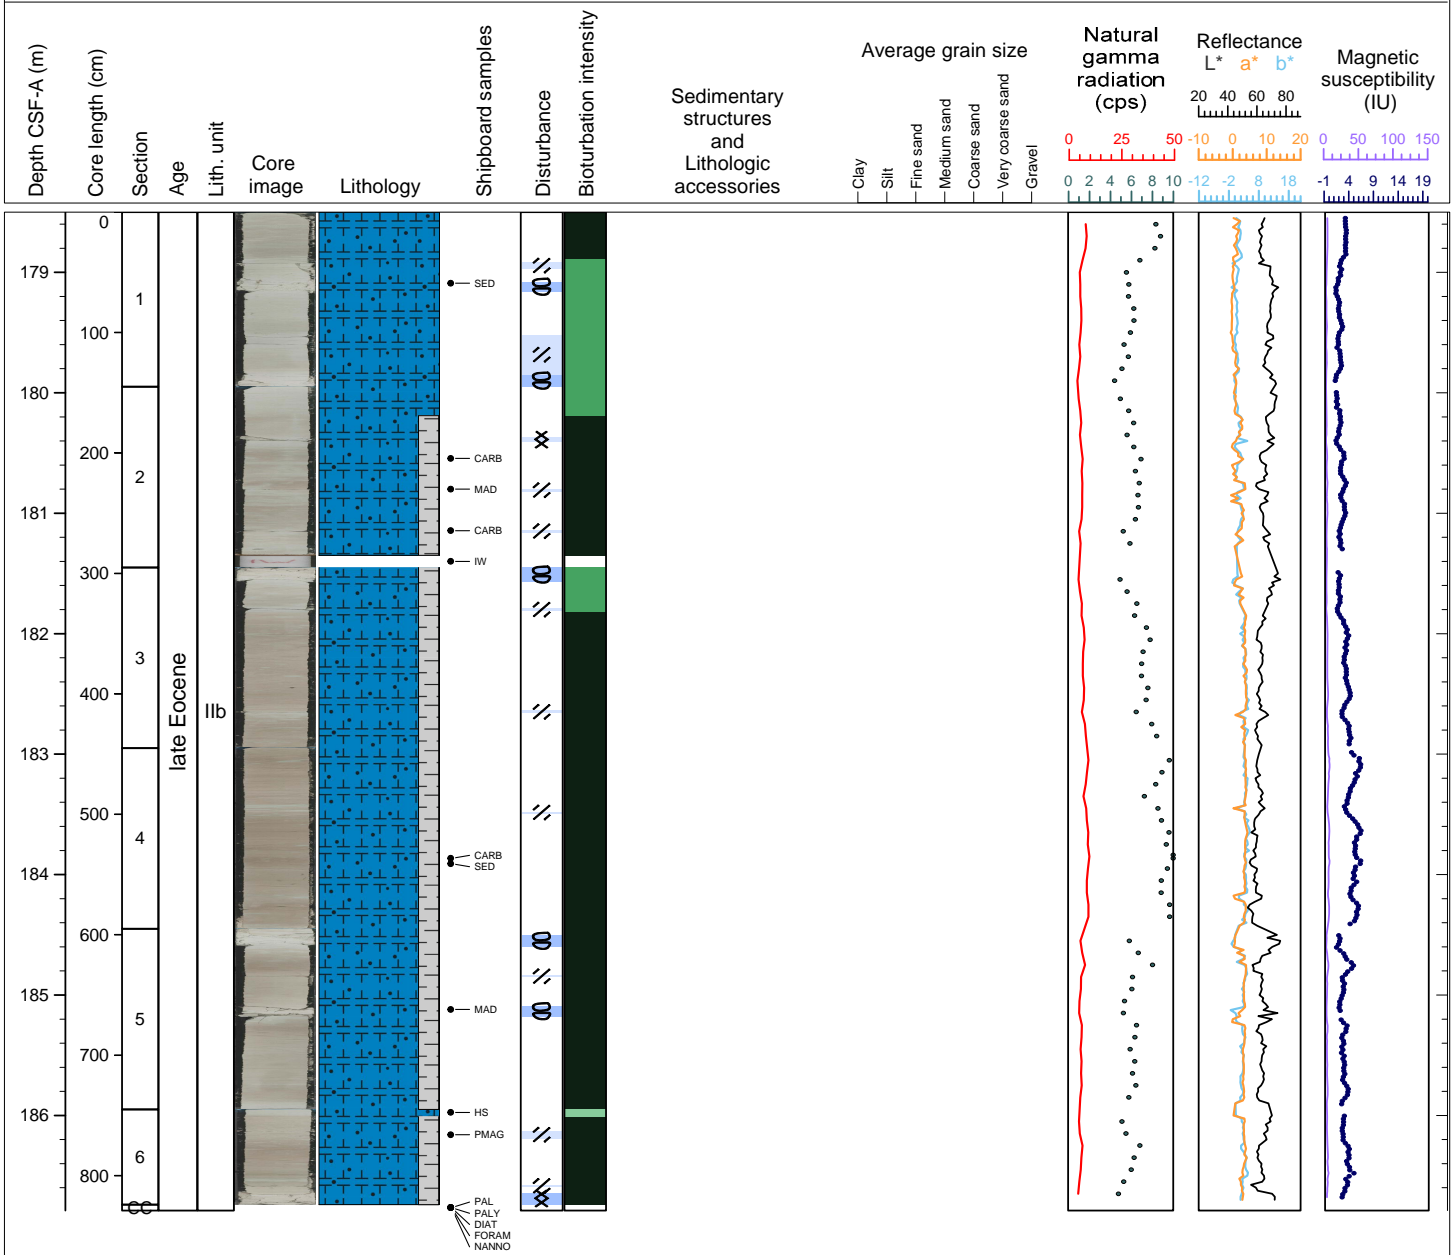 Depth CSF-A (m)
Core length (cm)
Section
Age
Lith. unit
Core
image
Lithology
Shipboard samples
Disturbance
Bioturbation intensity
Sedimentary
structures
and
Lithologic
accessories
Average grain size
Clay
Silt
Fine sand
Medium sand
Coarse sand
Very coarse sand
Gravel
Natural
gamma
radiation
(cps)
0 25 50
0 2 4 6 8 10
Reflectance
L* a* b*
20 40 60 80
-10 0 10 20
-12 -2 8 18
Magnetic
susceptibility
(IU)
0 50 100 150
-1 4 9 14 19
179
180
181
182
183
184
185
186
0
100
200
300
400
500
600
700
800
1
2
3
4
5
6
CC
late Eocene
IIb
SED
CARB
MAD
CARB
IW
CARB
SED
MAD
HS
PMAG
PAL
PALY
DIAT
FORAM
NANNO